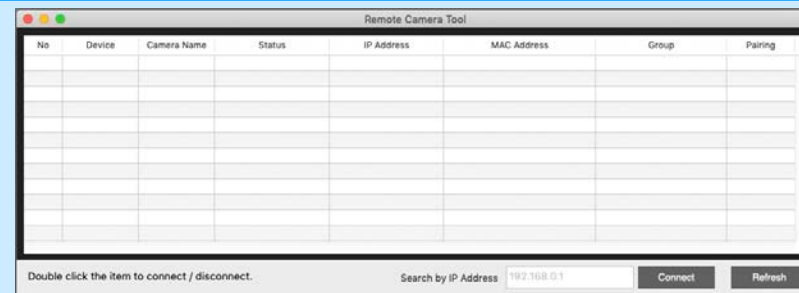 Remote Camera Tool
No Device Camera Name Status IP Address MAC Address Group Pairing
Double click the item to connect / disconnect. Search by IP Address 192.168.0.1 Connect Refresh